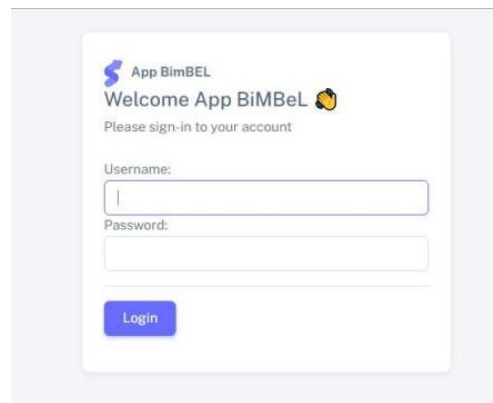 App BimBEL
Welcome App BiMBeL 👋
Please sign-in to your account
Username:
Password:
Login